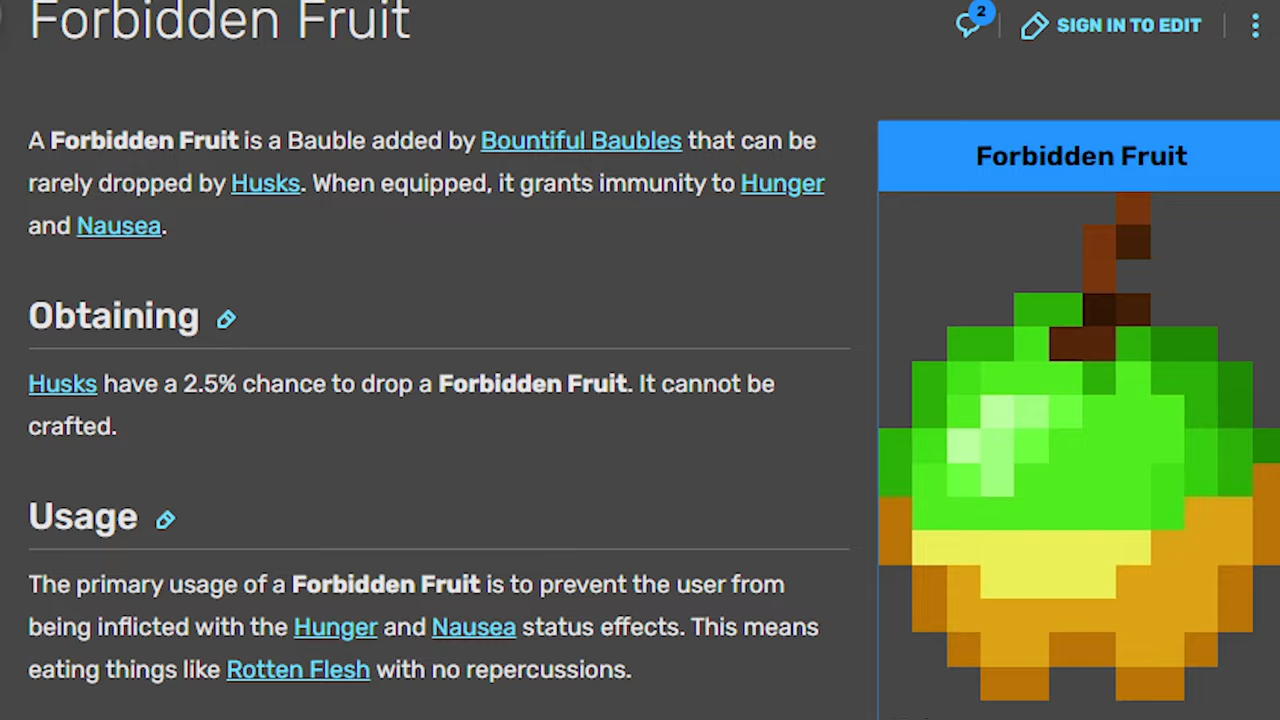 Forbidden Fruit
2
SIGN IN TO EDIT
A Forbidden Fruit is a Bauble added by Bountiful Baubles that can be
rarely dropped by Husks. When equipped, it grants immunity to Hunger
and Nausea.
Forbidden Fruit
Obtaining
Husks have a 2.5% chance to drop a Forbidden Fruit. It cannot be
crafted.
Usage
The primary usage of a Forbidden Fruit is to prevent the user from
being inflicted with the Hunger and Nausea status effects. This means
eating things like Rotten Flesh with no repercussions.